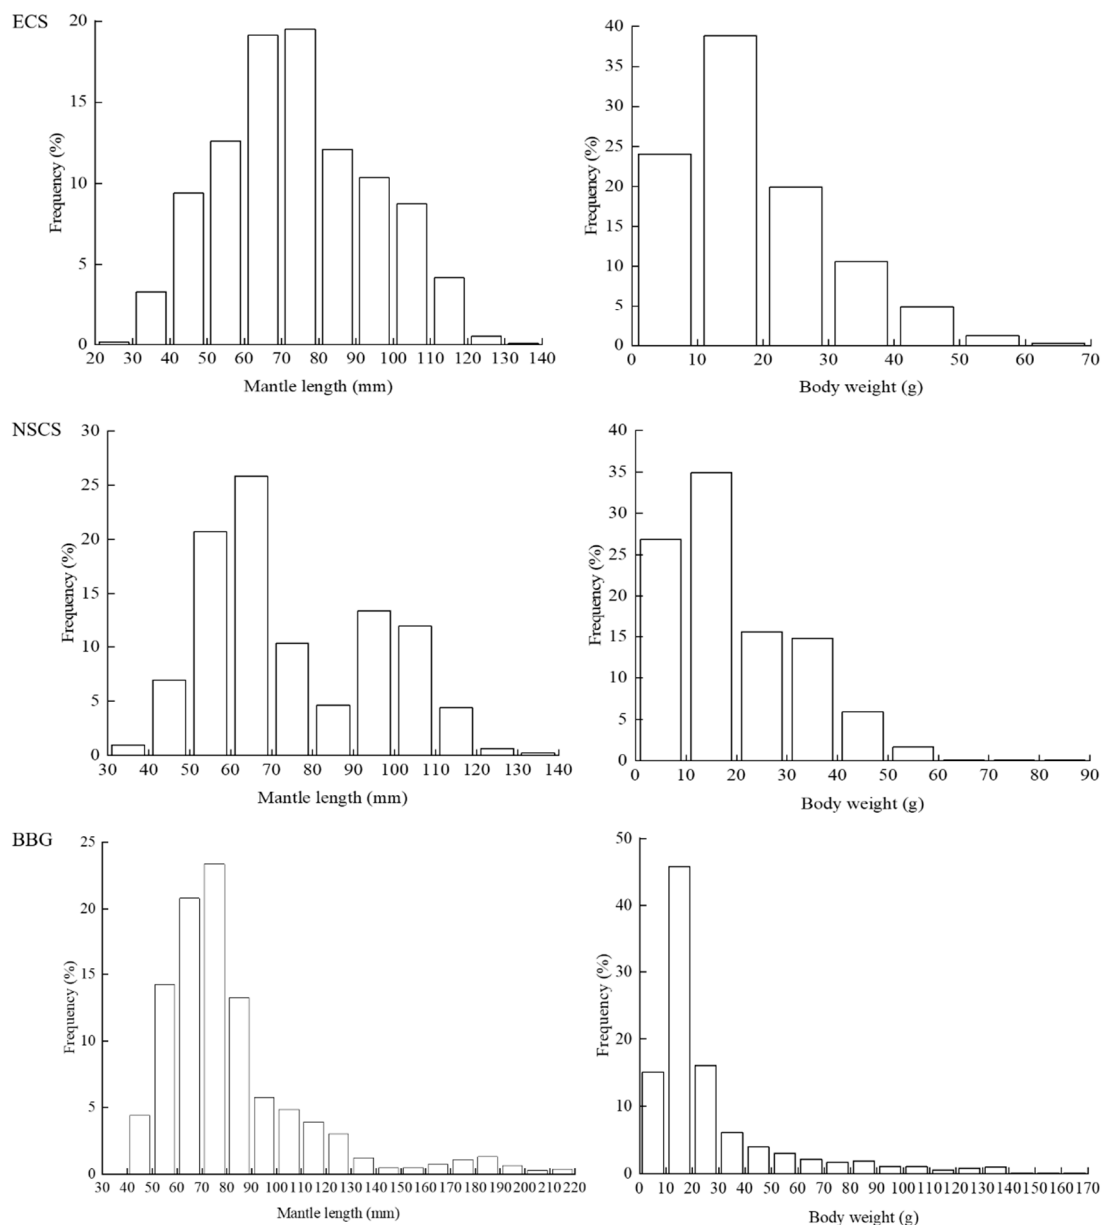 ECS
Frequency (%)
20
15
10
5
0
20 30 40 50 60 70 80 90 100 110 120 130 140
Mantle length (mm)
Frequency (%)
40
35
30
25
20
15
10
5
0
0 10 20 30 40 50 60 70
Body weight (g)
NSCS
Frequency (%)
30
25
20
15
10
5
0
30 40 50 60 70 80 90 100 110 120 130 140
Mantle length (mm)
Frequency (%)
40
35
30
25
20
15
10
5
0
0 10 20 30 40 50 60 70 80 90
Body weight (g)
BBG
Frequency (%)
25
20
15
10
5
0
30 40 50 60 70 80 90 100 110 120 130 140 150 160 170 180 190 200 210 220
Mantle length (mm)
Frequency (%)
50
40
30
20
10
0
0 10 20 30 40 50 60 70 80 90 100 110 120 130 140 150 160 170
Body weight (g)